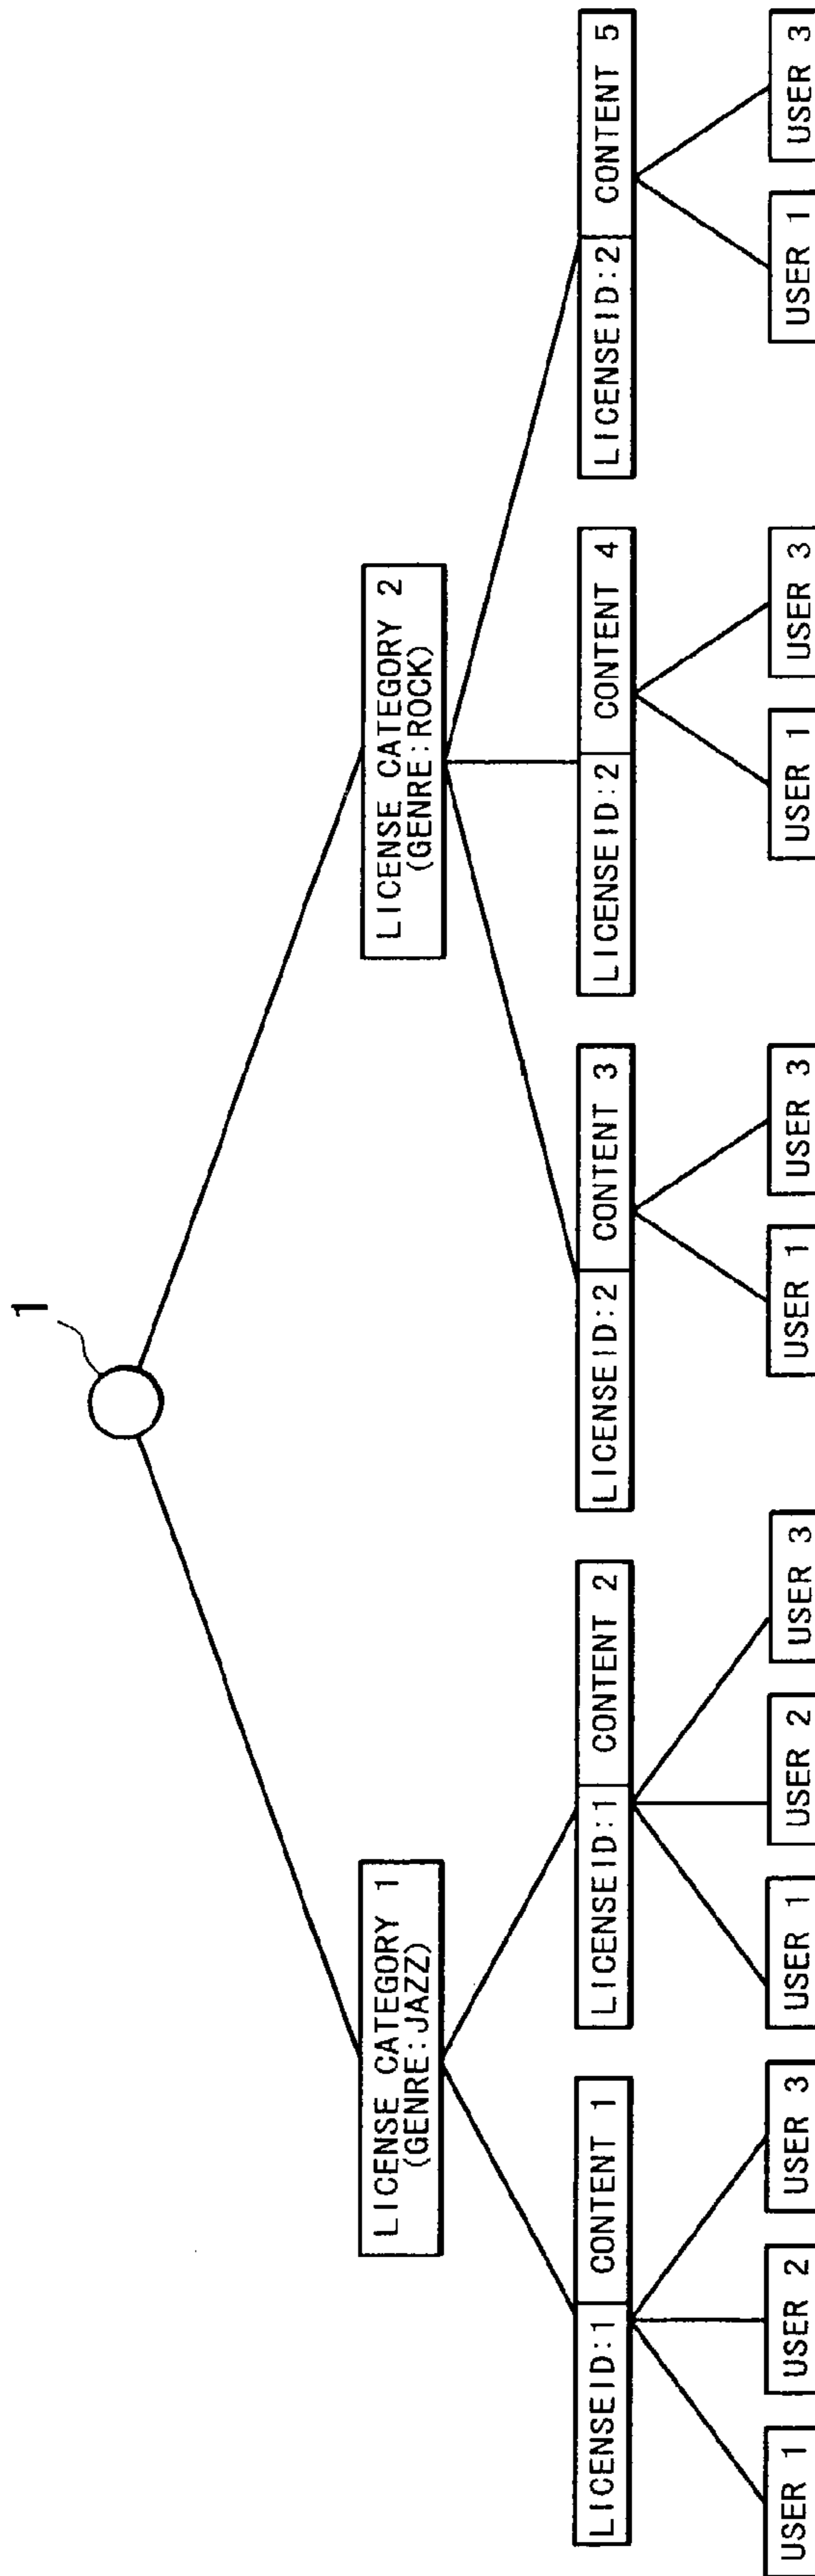 1
LICENSE CATEGORY 1
(GENRE:JAZZ)
LICENSE CATEGORY 2
(GENRE:ROCK)
LICENSEID:1 CONTENT 1
LICENSEID:1 CONTENT 2
LICENSEID:2 CONTENT 3
LICENSEID:2 CONTENT 4
LICENSEID:2 CONTENT 5
USER 1
USER 2
USER 3
USER 1
USER 2
USER 3
USER 1
USER 3
USER 1
USER 3
USER 1
USER 3